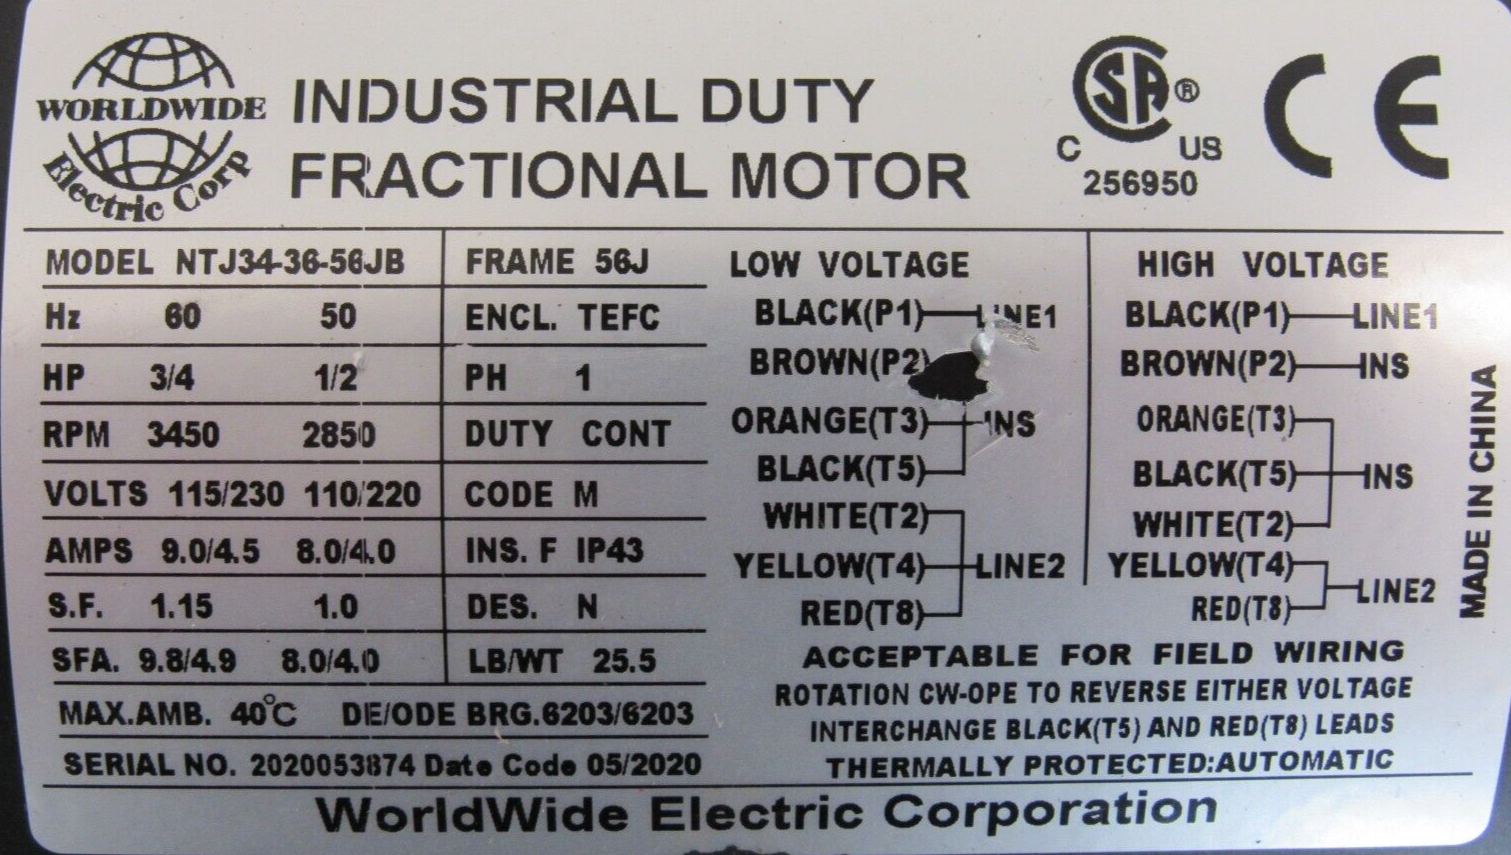 WORLDWIDE
Electric Corp
INDUSTRIAL DUTY
FRACTIONAL MOTOR
SA ®
C US
256950
CE
MODEL NTJ34-36-56JB
Hz 60 50
HP 3/4 1/2
RPM 3450 2850
VOLTS 115/230 110/220
AMPS 9.0/4.5 8.0/4.0
S.F. 1.15 1.0
SFA. 9.8/4.9 8.0/4.0
FRAME 56J
ENCL. TEFC
PH 1
DUTY CONT
CODE M
INS. F IP43
DES. N
LB/WT 25.5
MAX.AMB. 40°C DE/ODE BRG.6203/6203
SERIAL NO. 2020053874 Date Code 05/2020
LOW VOLTAGE
BLACK(P1) LINE1
BROWN(P2)
ORANGE(T3) INS
BLACK(T5)
WHITE(T2)
YELLOW(T4) LINE2
RED(T8)
HIGH VOLTAGE
BLACK(P1) LINE1
BROWN(P2) INS
ORANGE(T3)
BLACK(T5) INS
WHITE(T2)
YELLOW(T4) LINE2
RED(T8)
MADE IN CHINA
ACCEPTABLE FOR FIELD WIRING
ROTATION CW-OPE TO REVERSE EITHER VOLTAGE
INTERCHANGE BLACK(T5) AND RED(T8) LEADS
THERMALLY PROTECTED:AUTOMATIC
WorldWide Electric Corporation